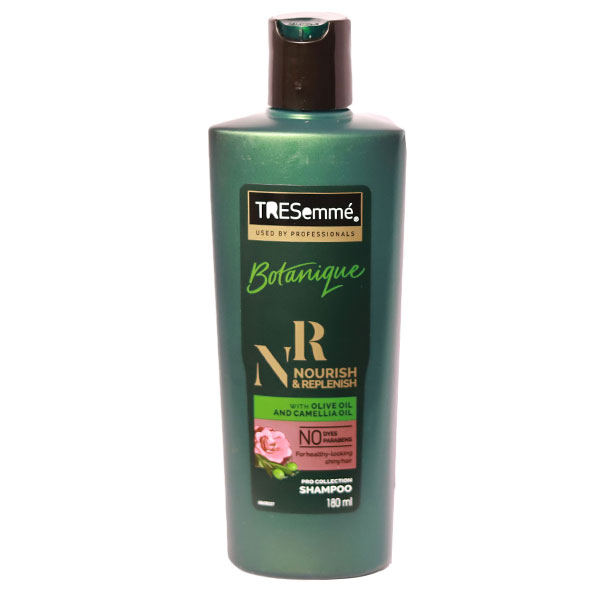 TRESemmé®
USED BY PROFESSIONALS
Botanique
NR
NOURISH
& REPLENISH
WITH OLIVE OIL
AND CAMELLIA OIL
NO DYES
PARABENS
For healthy-looking
shiny hair
PRO COLLECTION
SHAMPOO
180 ml